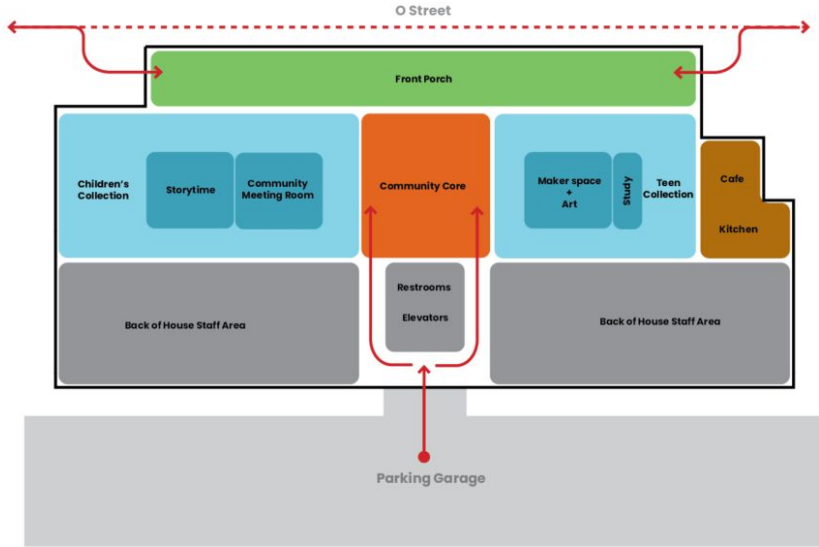 O Street
Front Porch
Children's
Collection
Storytime
Community
Meeting Room
Community Core
Maker space
+
Art
Study
Teen
Collection
Cafe
Kitchen
Restrooms
Elevators
Back of House Staff Area
Back of House Staff Area
Parking Garage